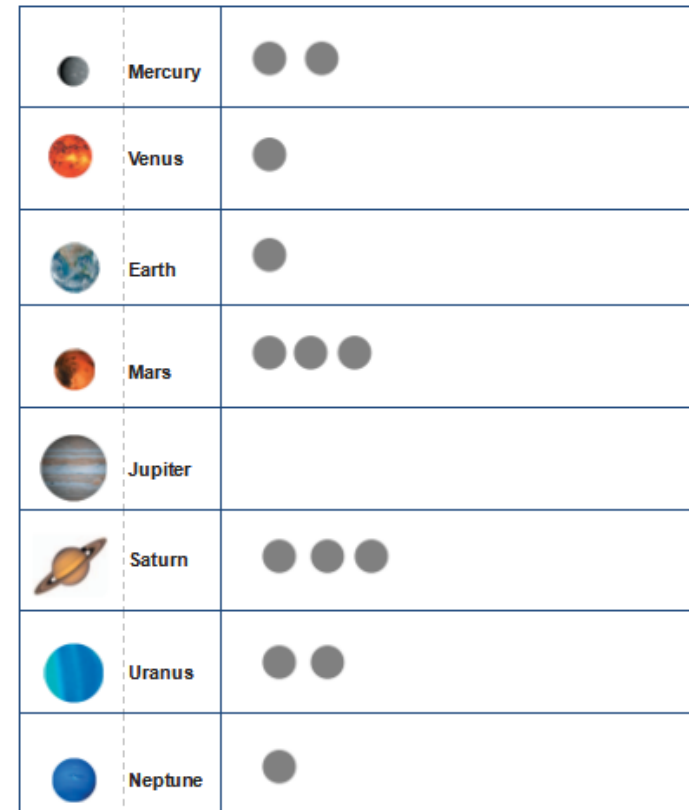 Mercury
Venus
Earth
Mars
Jupiter
Saturn
Uranus
Neptune